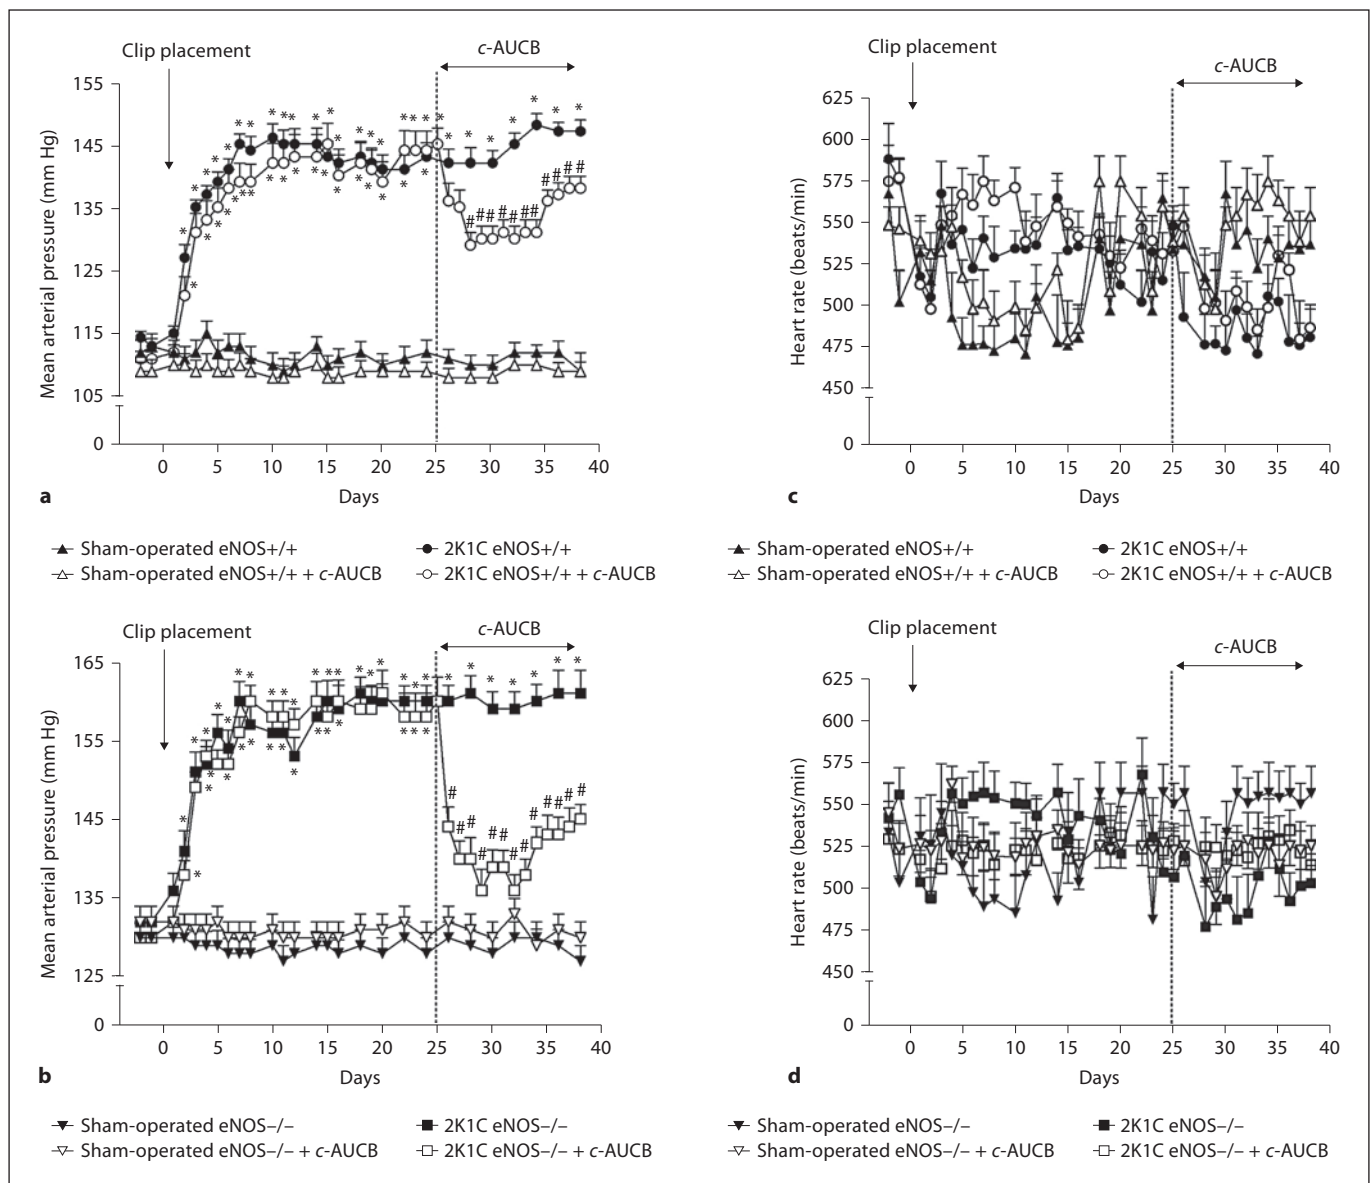 Clip placement
c-AUCB
155
145
135
125
115
105
0
Mean arterial pressure (mm Hg)
0 5 10 15 20 25 30 35 40
Days
a
Sham-operated eNOS+/+
2K1C eNOS+/+
Sham-operated eNOS+/+ + c-AUCB
2K1C eNOS+/+ + c-AUCB
Clip placement
c-AUCB
625
600
575
550
525
500
475
450
0
Heart rate (beats/min)
0 5 10 15 20 25 30 35 40
Days
c
Sham-operated eNOS+/+
2K1C eNOS+/+
Sham-operated eNOS+/+ + c-AUCB
2K1C eNOS+/+ + c-AUCB
Clip placement
c-AUCB
165
155
145
135
125
0
Mean arterial pressure (mm Hg)
0 5 10 15 20 25 30 35 40
Days
b
Sham-operated eNOS–/–
2K1C eNOS–/–
Sham-operated eNOS–/– + c-AUCB
2K1C eNOS–/– + c-AUCB
Clip placement
c-AUCB
625
600
575
550
525
500
475
450
0
Heart rate (beats/min)
0 5 10 15 20 25 30 35 40
Days
d
Sham-operated eNOS–/–
2K1C eNOS–/–
Sham-operated eNOS–/– + c-AUCB
2K1C eNOS–/– + c-AUCB